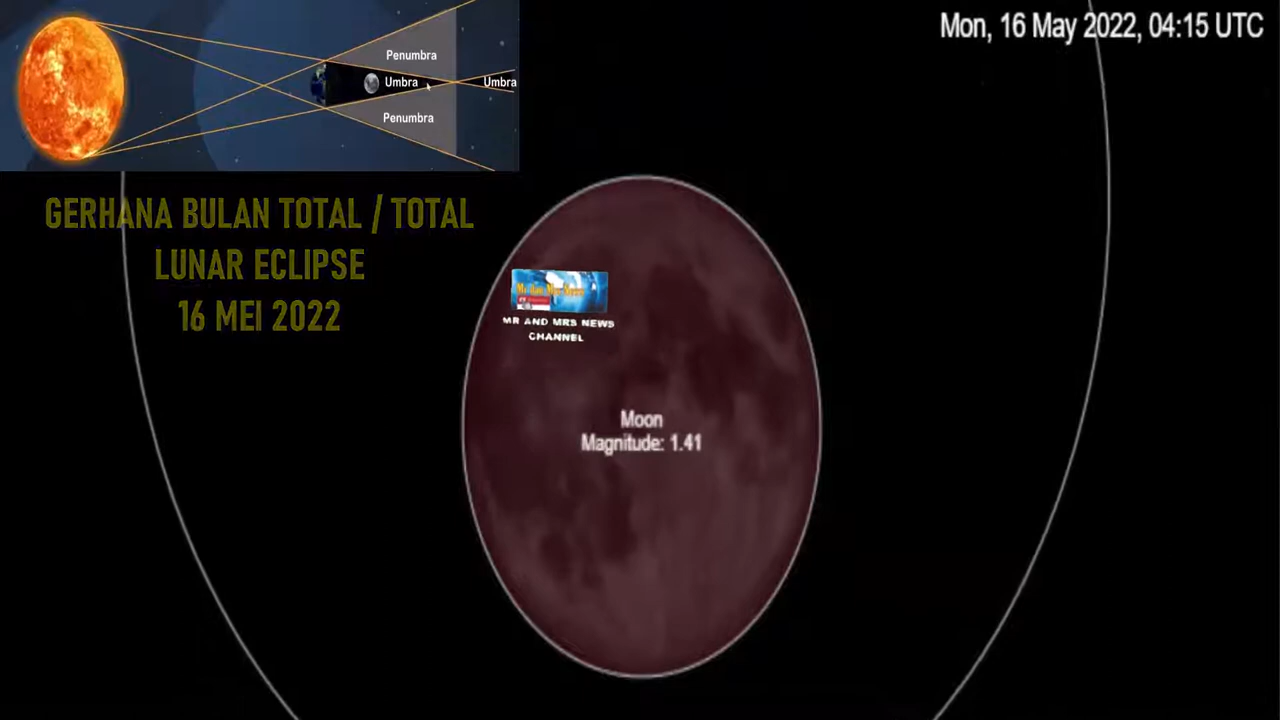 Mon, 16 May 2022, 04:15 UTC
Penumbra
Umbra
Umbra
Penumbra
GERHANA BULAN TOTAL / TOTAL
LUNAR ECLIPSE
16 MEI 2022
MR AND MRS NEWS
CHANNEL
Moon
Magnitude: 1.41